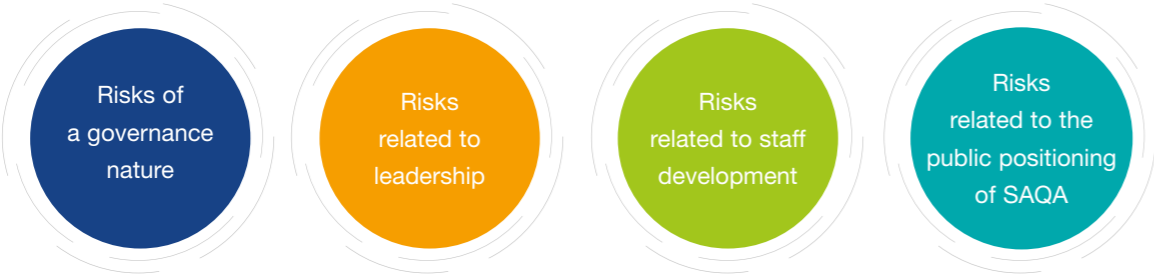 Risks of
a governance
nature
Risks
related to
leadership
Risks
related to staff
development
Risks
related to the
public positioning
of SAQA